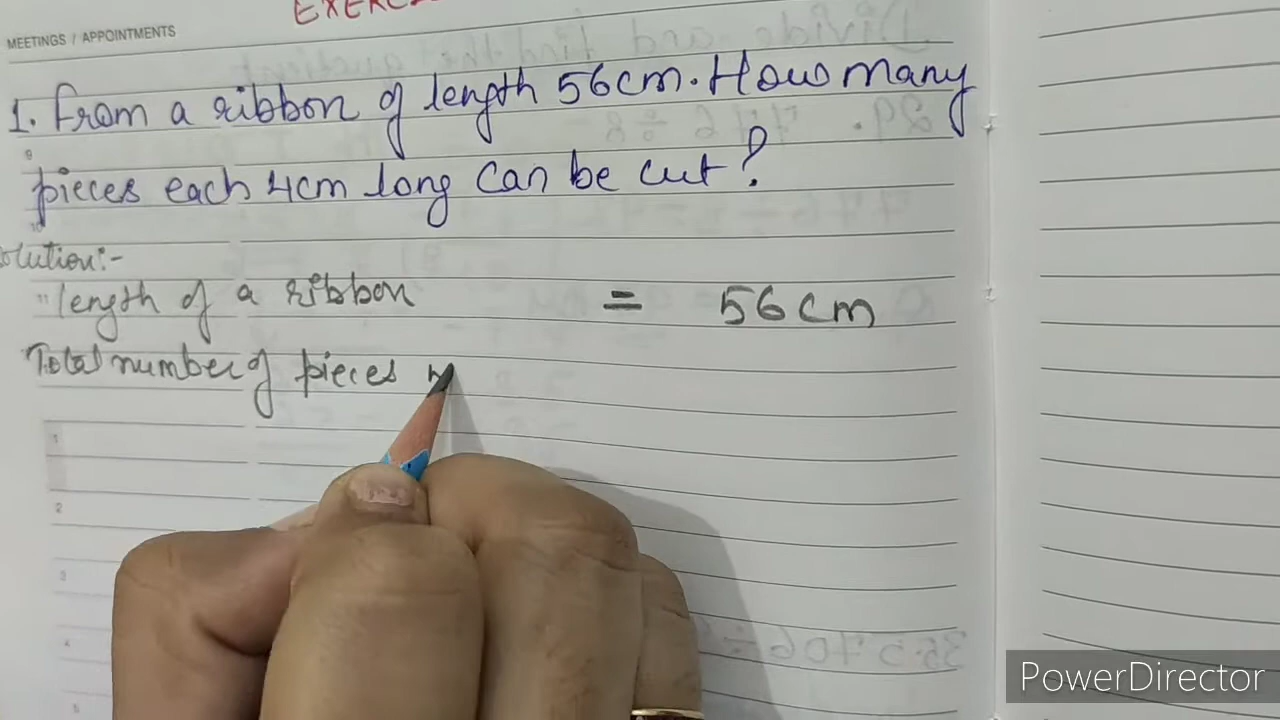 EXERC
MEETINGS / APPOINTMENTS
1. From a ribbon of length 56cm. How many
pieces each 4cm long can be cut?
olution:-
length of a ribbon = 56cm
Total number of pieces
PowerDirector